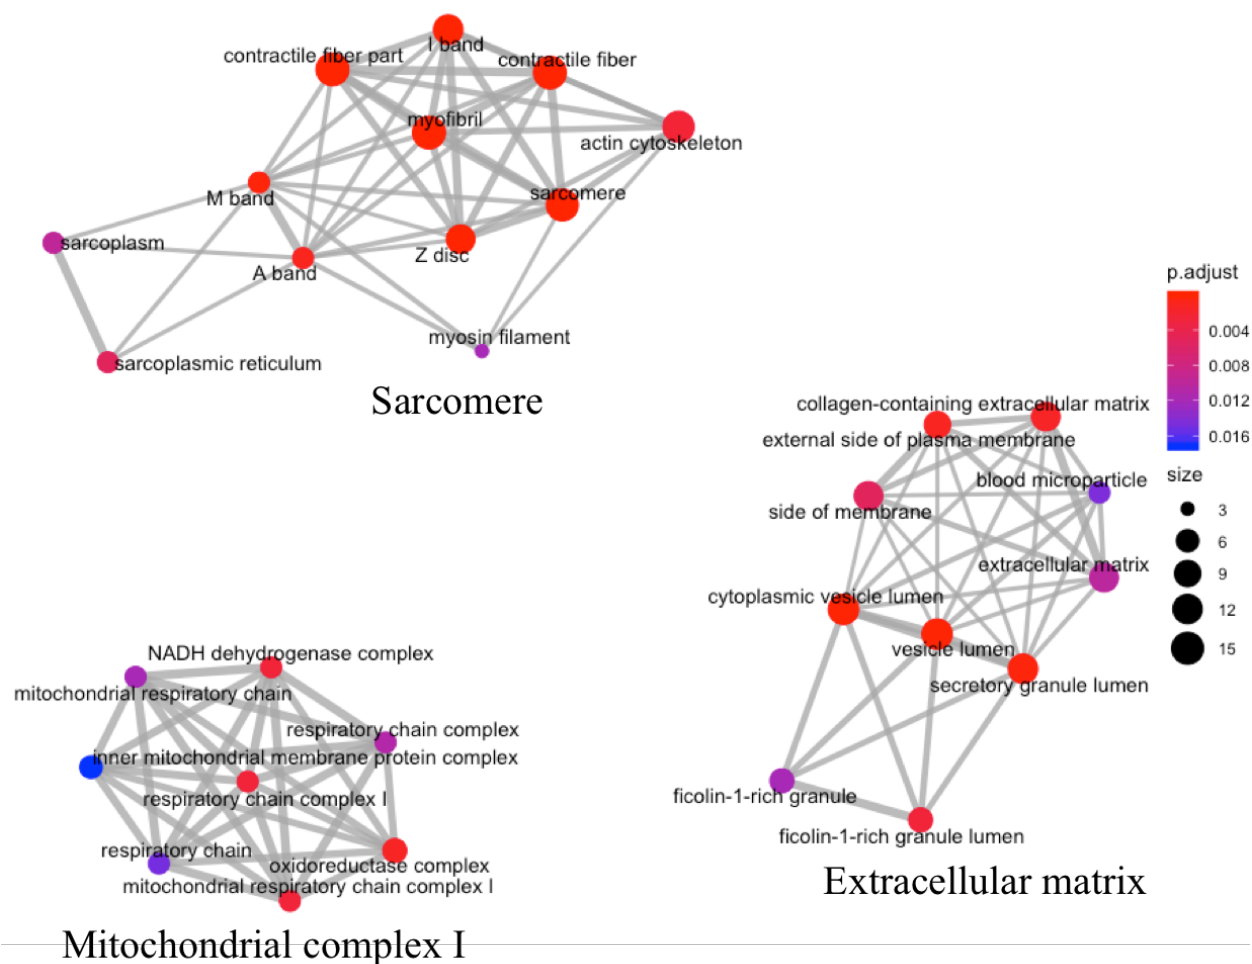 I band
contractile fiber part
contractile fiber
myofibril
actin cytoskeleton
sarcomere
M band
sarcoplasm
Z disc
A band
myosin filament
sarcoplasmic reticulum
Sarcomere
p.adjust
0.004
0.008
0.012
0.016
size
3
6
9
12
15
collagen-containing extracellular matrix
external side of plasma membrane
blood microparticle
side of membrane
extracellular matrix
cytoplasmic vesicle lumen
vesicle lumen
secretory granule lumen
ficolin-1-rich granule
ficolin-1-rich granule lumen
Extracellular matrix
NADH dehydrogenase complex
mitochondrial respiratory chain
respiratory chain complex
inner mitochondrial membrane protein complex
respiratory chain complex I
respiratory chain
oxidoreductase complex
mitochondrial respiratory chain complex I
Mitochondrial complex I